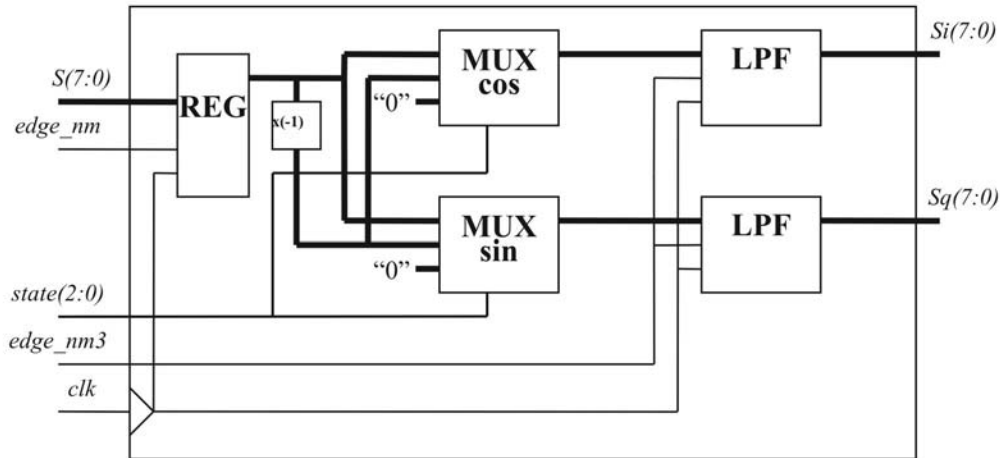 Si(7:0)
S(7:0)
REG
MUX
cos
LPF
x(-1)
“0”
edge_nm
Sq(7:0)
MUX
sin
LPF
“0”
state(2:0)
edge_nm3
clk